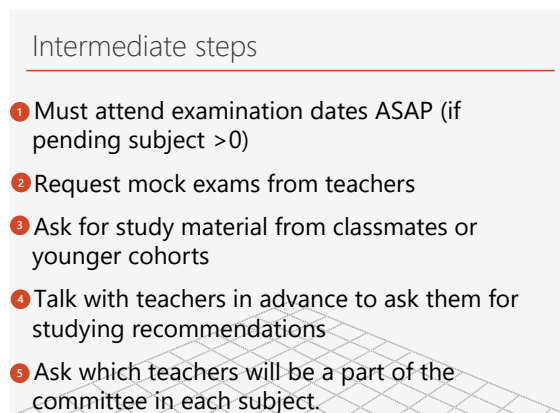 Intermediate steps
1 Must attend examination dates ASAP (if
pending subject >0)
2 Request mock exams from teachers
3 Ask for study material from classmates or
younger cohorts
4 Talk with teachers in advance to ask them for
studying recommendations
5 Ask which teachers will be a part of the
committee in each subject.